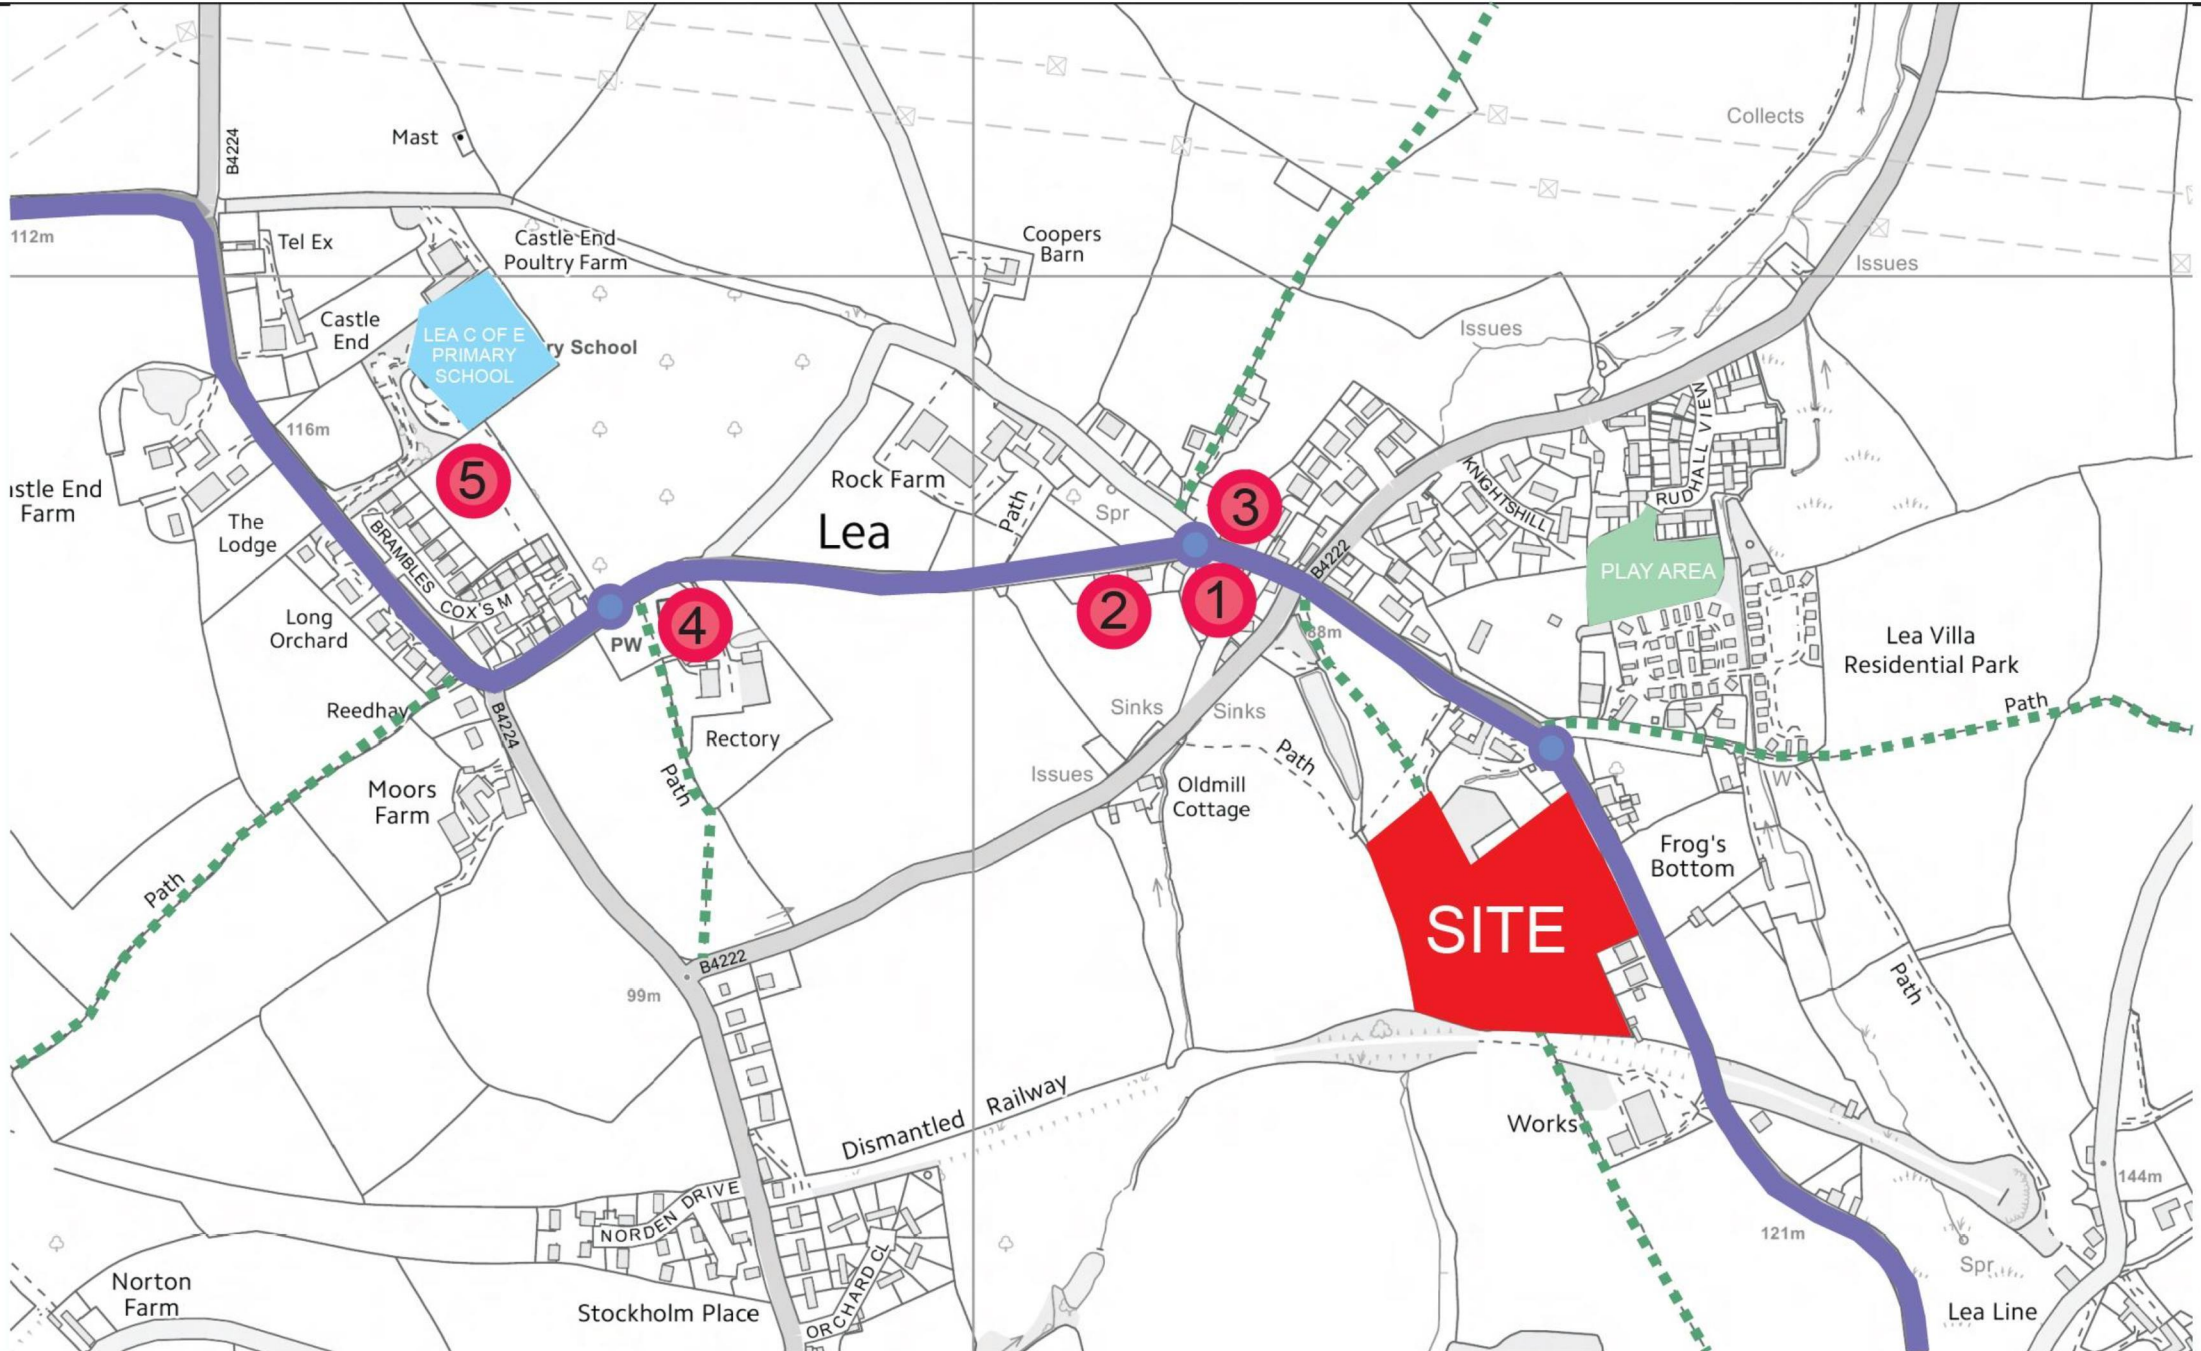 B4224
Mast
Collects
112m
Tel Ex
Castle End
Poultry Farm
Coopers
Barn
Issues
Castle
End
LEA C OF E
PRIMARY
SCHOOL
ry School
Issues
RUDHALL VIEW
116m
5
Rock Farm
Path
Spr
3
KNIGHTSHILL
stle End
Farm
The
Lodge
Lea
BRAMBLES
COX'S M
B4222
PLAY AREA
2
1
4
PW
88m
Long
Orchard
Lea Villa
Residential Park
Reedhay
B4224
Rectory
Sinks
Sinks
Path
Path
Path
Issues
W
Moors
Farm
Oldmill
Cottage
Frog's
Bottom
Path
SITE
B4222
99m
Path
Dismantled Railway
Works
144m
NORDEN DRIVE
121m
ORCHARD CL
Spr
Norton
Farm
Stockholm Place
Lea Line